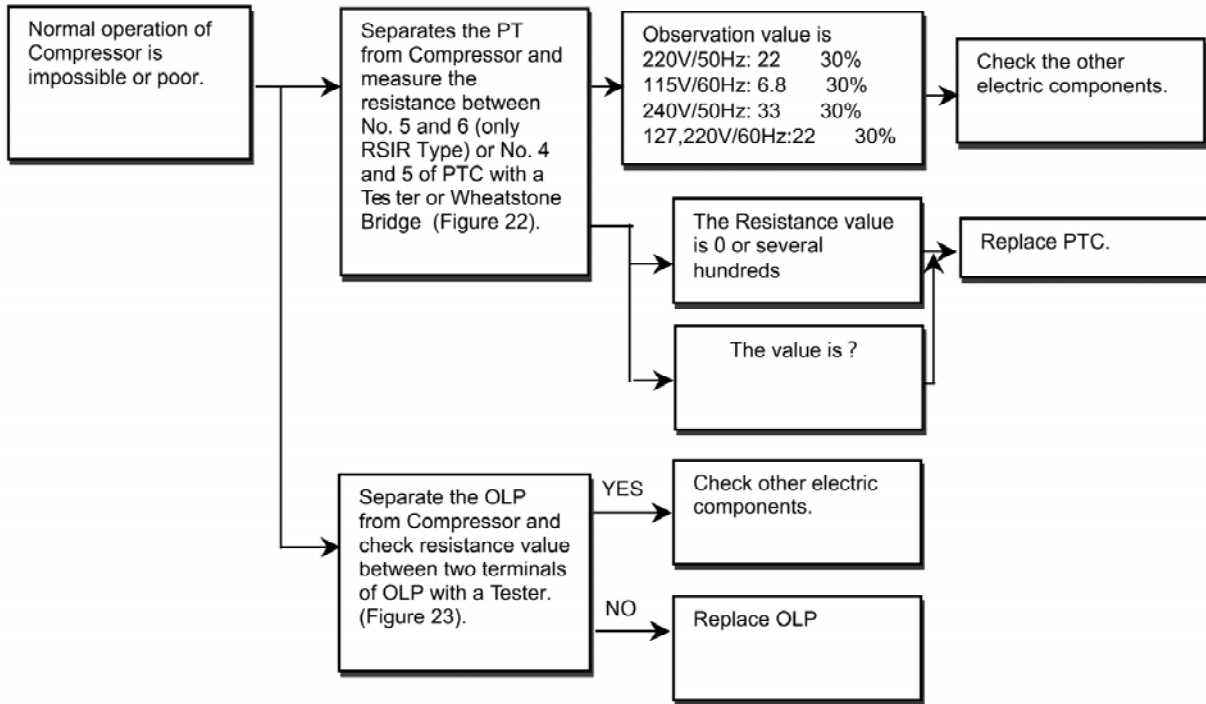 Normal operation of
Compressor is
impossible or poor.
Separates the PT
from Compressor and
measure the
resistance between
No. 5 and 6 (only
RSIR Type) or No. 4
and 5 of PTC with a
Tes ter or Wheatstone
Bridge (Figure 22).
Observation value is
220V/50Hz: 22 30%
115V/60Hz: 6.8 30%
240V/50Hz: 33 30%
127,220V/60Hz:22 30%
Check the other
electric components.
The Resistance value
is 0 or several
hundreds
Replace PTC.
The value is ?
Separate the OLP
from Compressor and
check resistance value
between two terminals
of OLP with a Tester.
(Figure 23).
YES
Check other electric
components.
NO
Replace OLP